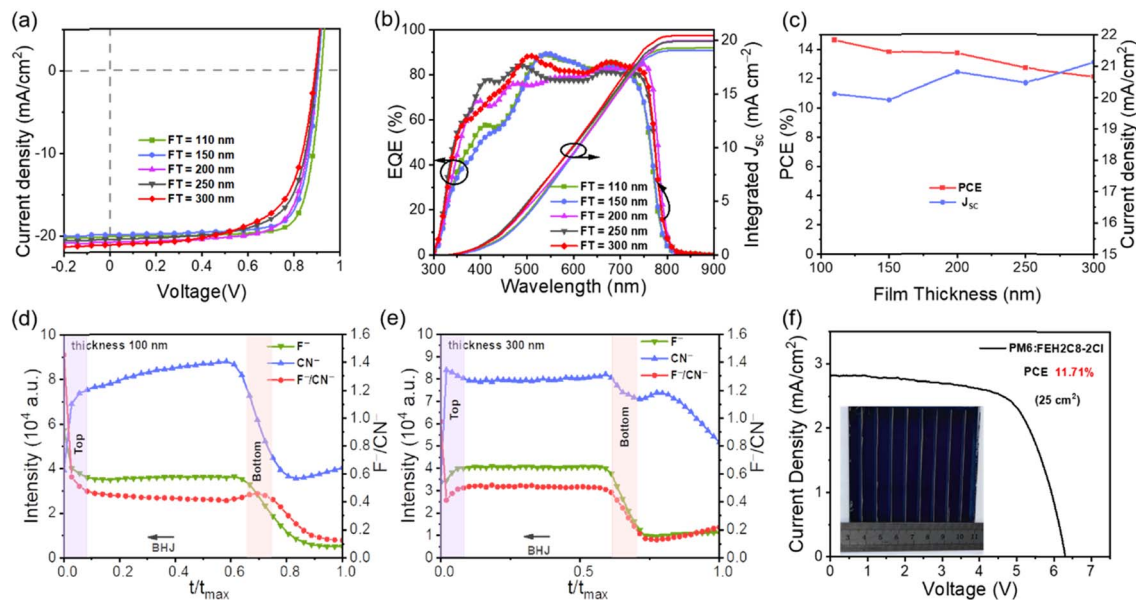 (a)
Current density (mA/cm²)
0
-10
-20
FT = 110 nm
FT = 150 nm
FT = 200 nm
FT = 250 nm
FT = 300 nm
-0.2 0 0.2 0.4 0.6 0.8 1
Voltage(V)
(b)
EQE (%)
100
80
60
40
20
0
FT = 110 nm
FT = 150 nm
FT = 200 nm
FT = 250 nm
FT = 300 nm
20
15
10
5
0
Integrated Jsc (mA cm⁻²)
300 400 500 600 700 800 900
Wavelength (nm)
(c)
PCE (%)
16
14
12
10
8
6
4
2
0
PCE
Jsc
22
21
20
19
18
17
16
15
Current density (mA/cm²)
100 150 200 250 300
Film Thickness (nm)
(d)
Intensity (10⁴ a.u.)
10
8
6
4
2
0
thickness 100 nm
F⁻
CN⁻
F⁻/CN⁻
Top
Bottom
BHJ
1.6
1.4
1.2
1.0
0.8
0.6
0.4
0.2
0.0
F⁻/CN⁻
0.0 0.2 0.4 0.6 0.8 1.0
t/tmax
(e)
Intensity (10⁴ a.u.)
10
8
6
4
2
0
thickness 300 nm
F⁻
CN⁻
F⁻/CN⁻
Top
Bottom
BHJ
1.6
1.4
1.2
1.0
0.8
0.6
0.4
0.2
0.0
F⁻/CN⁻
0.0 0.5 1.0
t/tmax
(f)
Current Density (mA/cm²)
3
2
1
0
PM6:FEH2C8-2Cl
PCE 11.71%
(25 cm²)
3 4 5 6 7 8 9 10 11
0 1 2 3 4 5 6 7
Voltage (V)